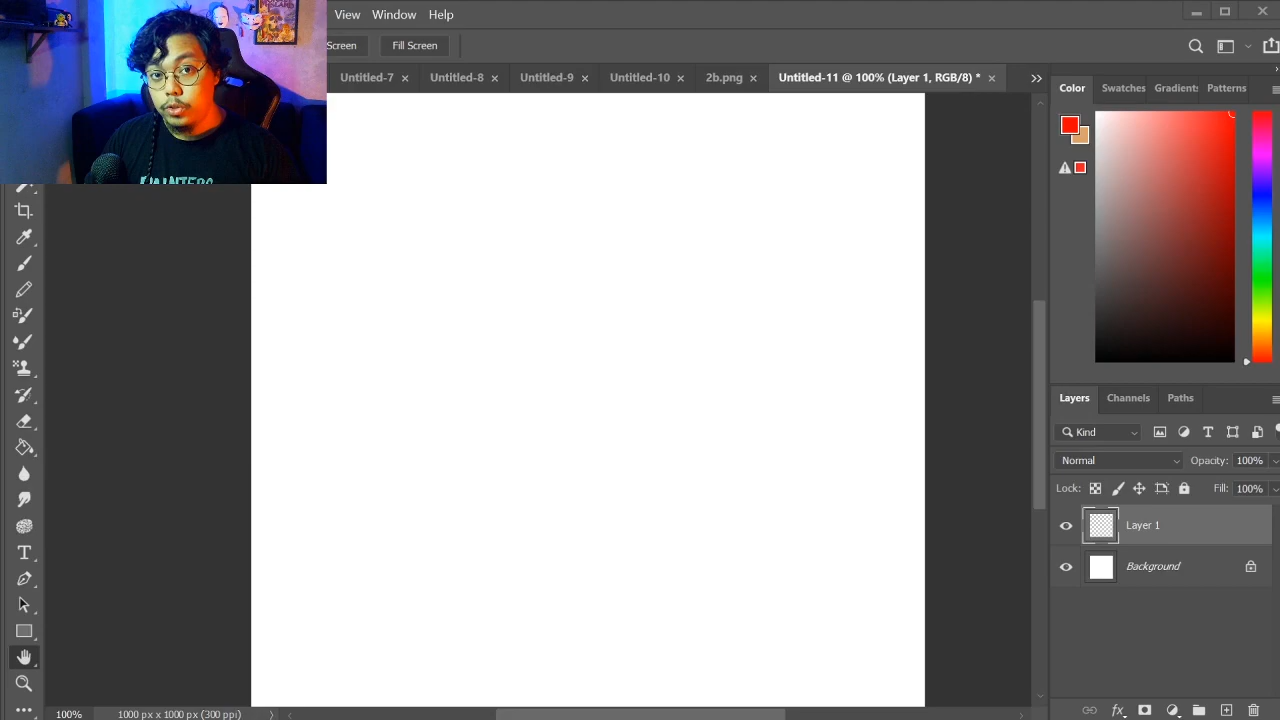 View Window Help
Screen Fill Screen
Untitled-7 × Untitled-8 × Untitled-9 × Untitled-10 × 2b.png × Untitled-11 @ 100% (Layer 1, RGB/8) * ×
Color Swatches Gradients Patterns
Layers Channels Paths
Kind
Normal Opacity: 100%
Lock: Fill: 100%
Layer 1
Background
100% 1000 px x 1000 px (300 ppi)